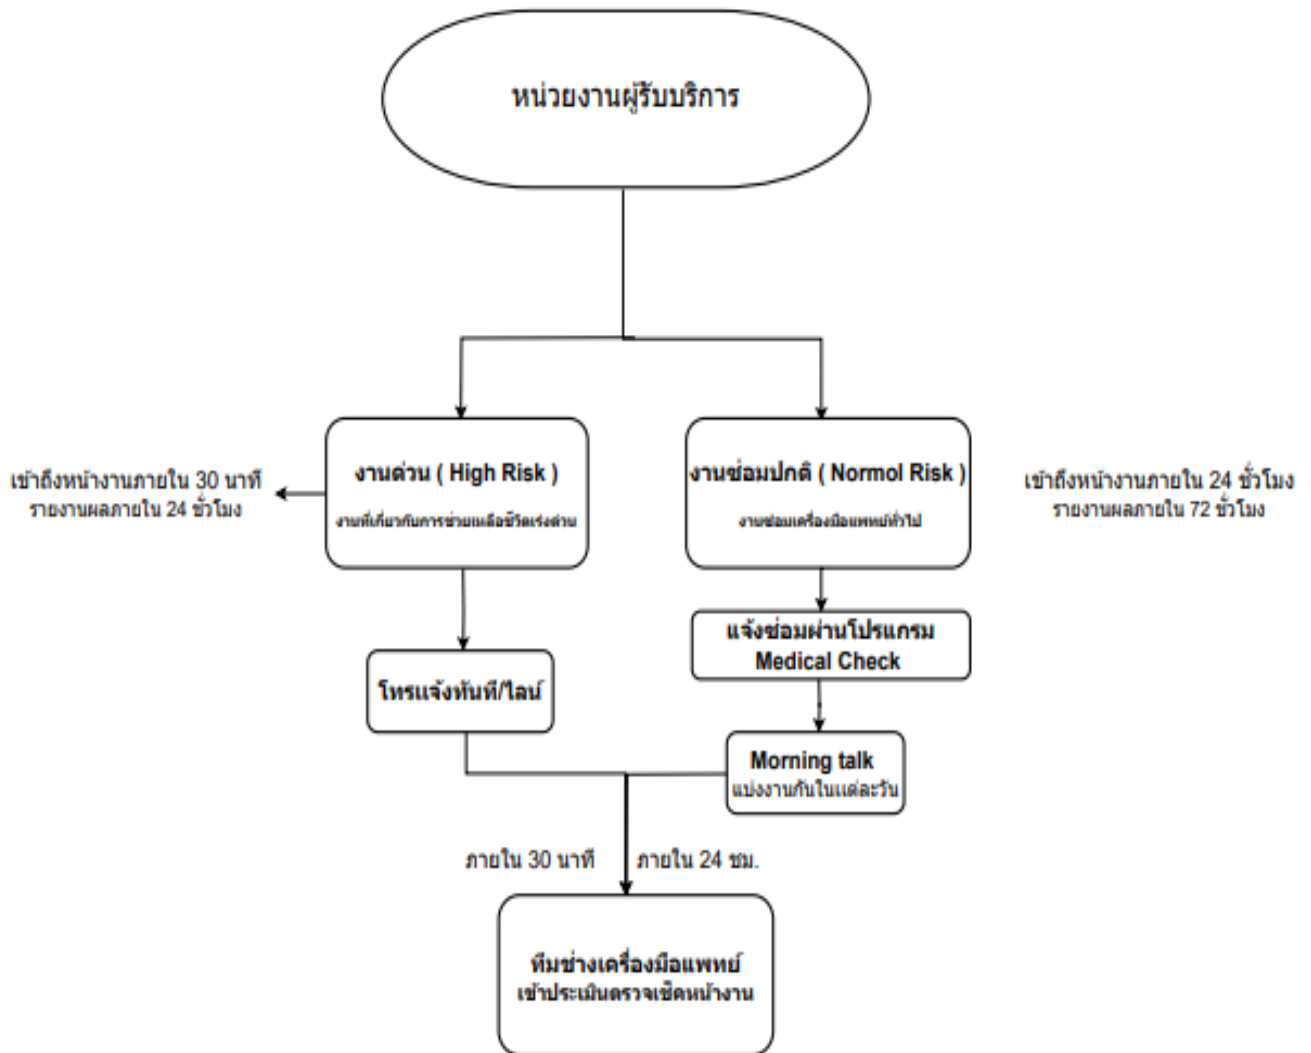 หน่วยงานผู้รับบริการ
งานด่วน ( High Risk )
งานที่เกี่ยวกับการช่วยเหลือชีวิตเร่งด่วน
เข้าถึงหน้างานภายใน 30 นาที
รายงานผลภายใน 24 ชั่วโมง
งานซ่อมปกติ ( Normol Risk )
งานซ่อมเครื่องมือแพทย์ทั่วไป
เข้าถึงหน้างานภายใน 24 ชั่วโมง
รายงานผลภายใน 72 ชั่วโมง
แจ้งซ่อมผ่านโปรแกรม
Medical Check
โทรแจ้งทันที/ไลน์
Morning talk
แบ่งงานกันในแต่ละวัน
ภายใน 30 นาที
ภายใน 24 ชม.
ทีมช่างเครื่องมือแพทย์
เข้าประเมินตรวจเช็คหน้างาน